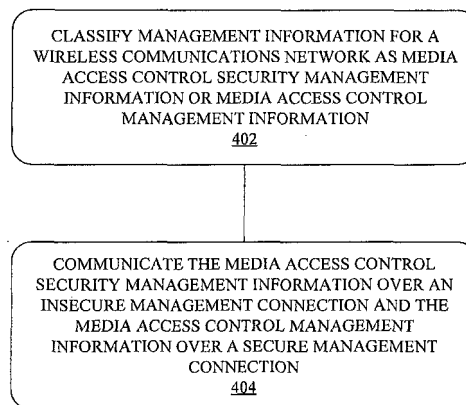 CLASSIFY MANAGEMENT INFORMATION FOR A
WIRELESS COMMUNICATIONS NETWORK AS MEDIA
ACCESS CONTROL SECURITY MANAGEMENT
INFORMATION OR MEDIA ACCESS CONTROL
MANAGEMENT INFORMATION
402
COMMUNICATE THE MEDIA ACCESS CONTROL
SECURITY MANAGEMENT INFORMATION OVER AN
INSECURE MANAGEMENT CONNECTION AND THE
MEDIA ACCESS CONTROL MANAGEMENT
INFORMATION OVER A SECURE MANAGEMENT
CONNECTION
404